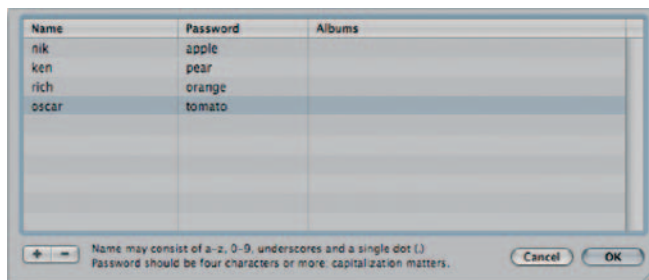 Name Password Albums
nik apple
ken pear
rich orange
oscar tomato
+ - Name may consist of a-z, 0-9, underscores and a single dot (.)
Password should be four characters or more, capitalization matters.
Cancel OK